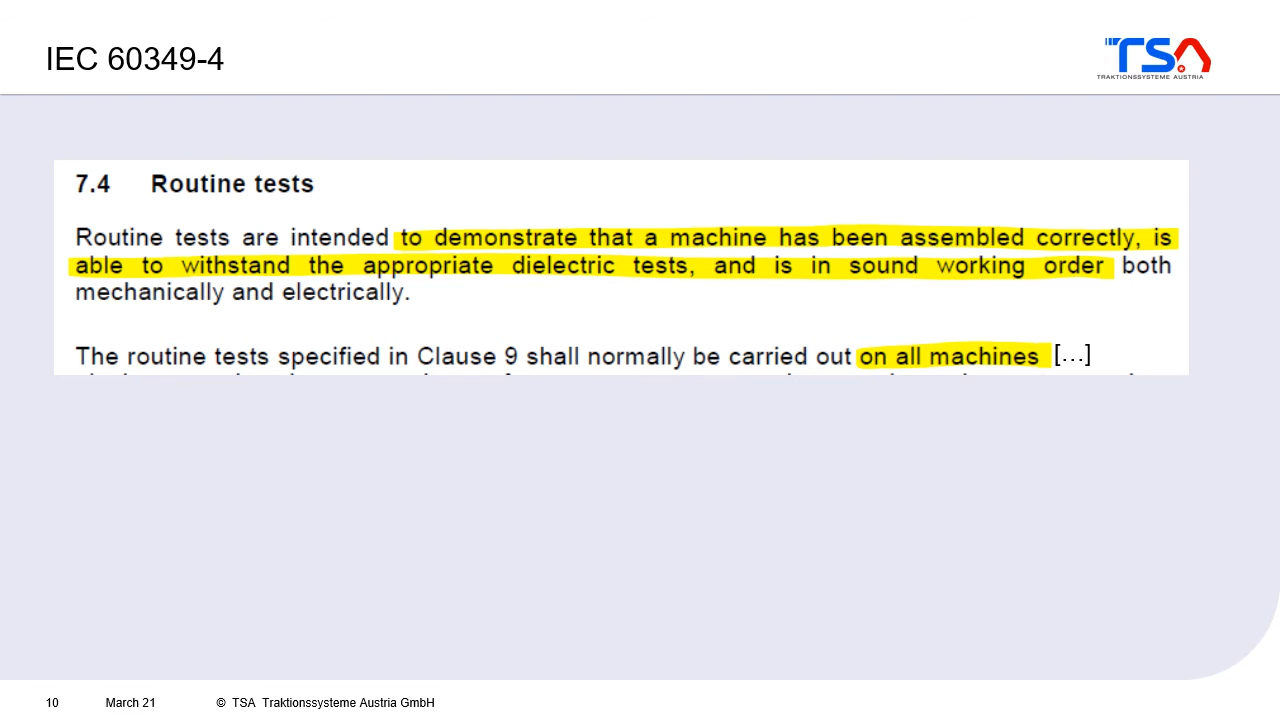 IEC 60349-4
TSA
TRAKTIONSSYSTEME AUSTRIA
7.4 Routine tests
Routine tests are intended to demonstrate that a machine has been assembled correctly, is
able to withstand the appropriate dielectric tests, and is in sound working order both
mechanically and electrically.
The routine tests specified in Clause 9 shall normally be carried out on all machines [...]
10 March 21 © TSA Traktionssysteme Austria GmbH